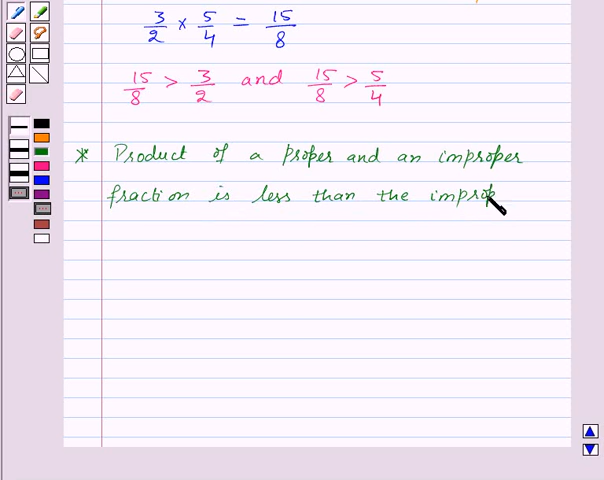 3/2 × 5/4 = 15/8
15/8 > 3/2 and 15/8 > 5/4
* Product of a proper and an improper
fraction is less than the improp